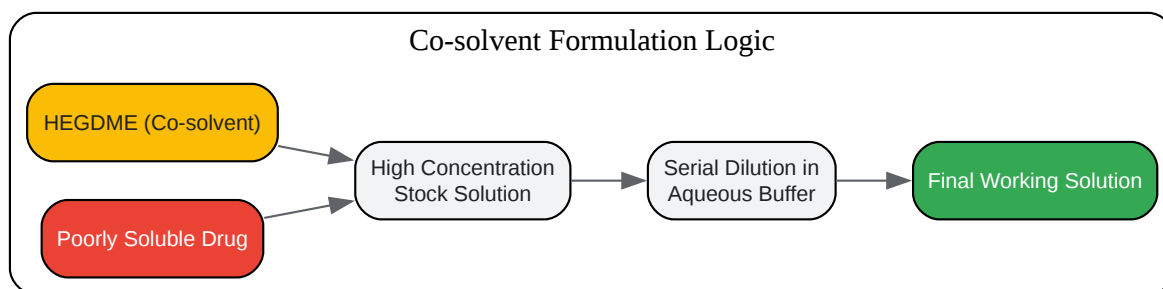 Co-solvent Formulation Logic
HEGDME (Co-solvent)
Poorly Soluble Drug
High Concentration
Stock Solution
Serial Dilution in
Aqueous Buffer
Final Working Solution